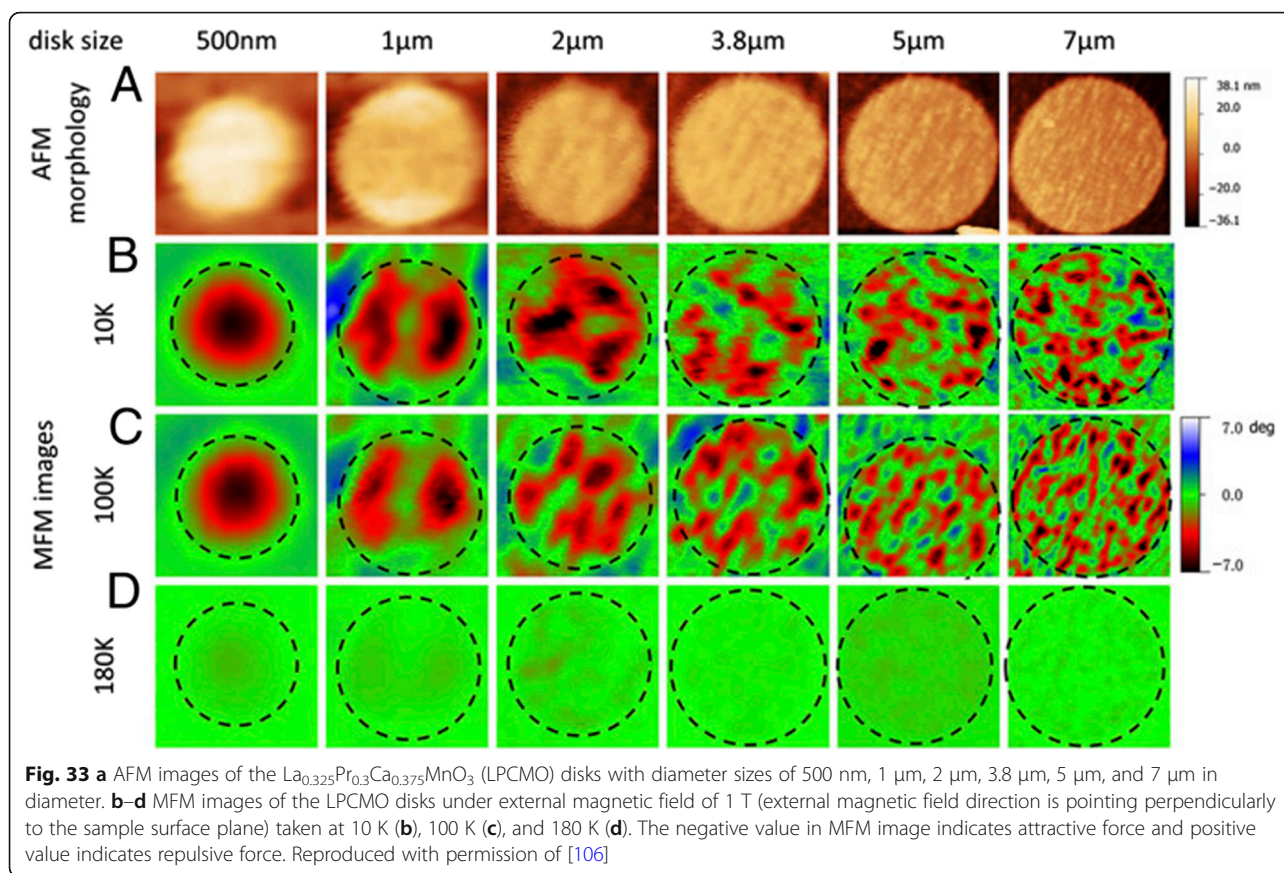 disk size 500nm 1μm 2μm 3.8μm 5μm 7μm
A
AFM
morphology
38.1 nm
20.0
0.0
−20.0
−36.1
B
10K
MFM images
C
100K
7.0 deg
0.0
−7.0
D
180K
Fig. 33 a AFM images of the La0.325Pr0.3Ca0.375MnO3 (LPCMO) disks with diameter sizes of 500 nm, 1 μm, 2 μm, 3.8 μm, 5 μm, and 7 μm in
diameter. b–d MFM images of the LPCMO disks under external magnetic field of 1 T (external magnetic field direction is pointing perpendicularly
to the sample surface plane) taken at 10 K (b), 100 K (c), and 180 K (d). The negative value in MFM image indicates attractive force and positive
value indicates repulsive force. Reproduced with permission of [106]